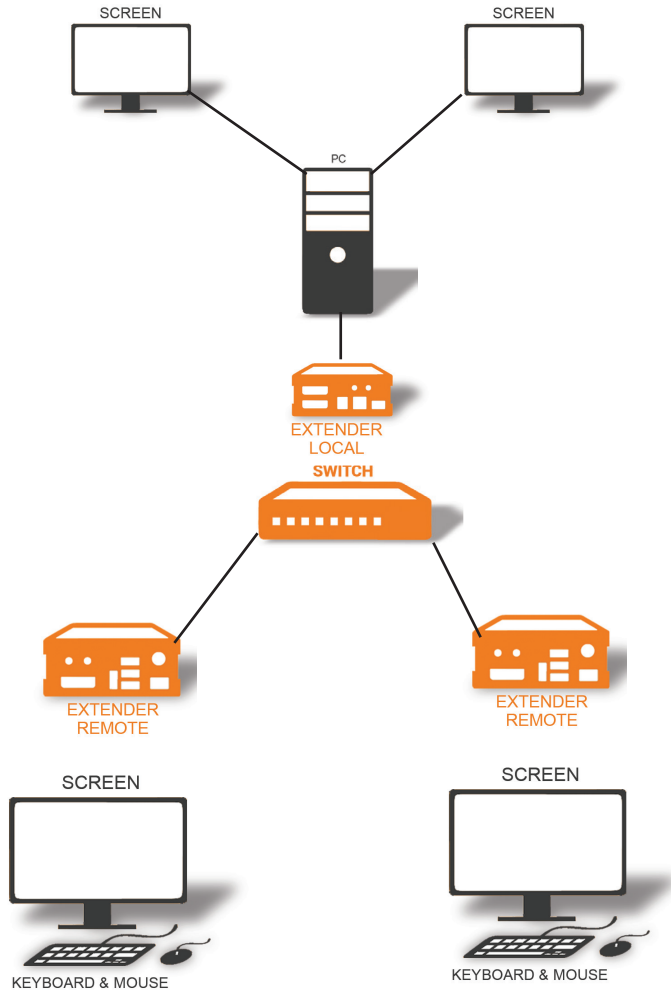 SCREEN
SCREEN
PC
EXTENDER
LOCAL
SWITCH
EXTENDER
REMOTE
EXTENDER
REMOTE
SCREEN
SCREEN
KEYBOARD & MOUSE
KEYBOARD & MOUSE